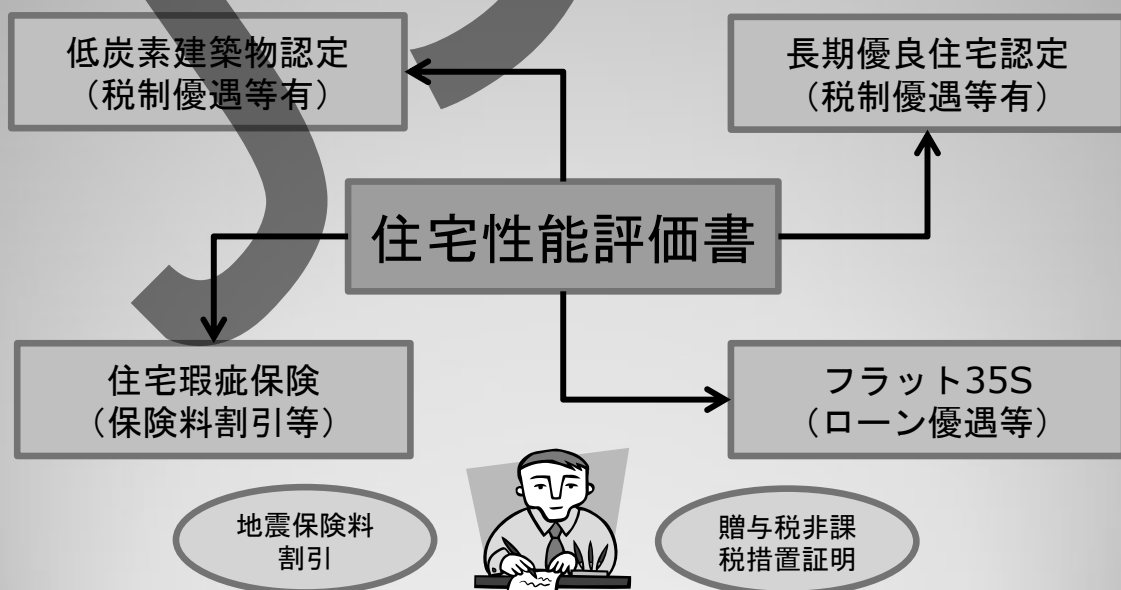 低炭素建築物認定
（税制優遇等有）
長期優良住宅認定
（税制優遇等有）
住宅性能評価書
住宅瑕疵保険
（保険料割引等）
フラット35S
（ローン優遇等）
地震保険料
割引
贈与税非課
税措置証明